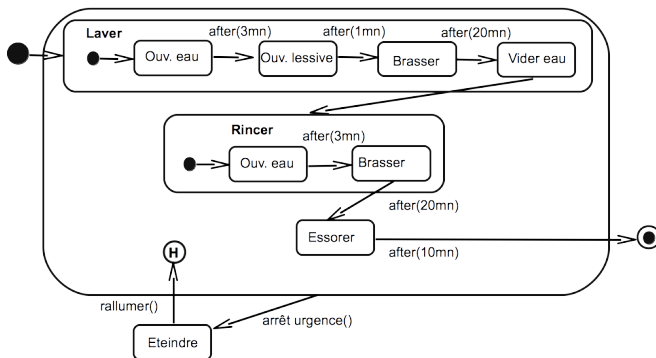 Laver
after(3mn)
after(1mn)
after(20mn)
Ouv. eau
Ouv. lessive
Brasser
Vider eau
Rincer
after(3mn)
Ouv. eau
Brasser
after(20mn)
Essorer
after(10mn)
H
rallumer()
arrêt urgence()
Eteindre